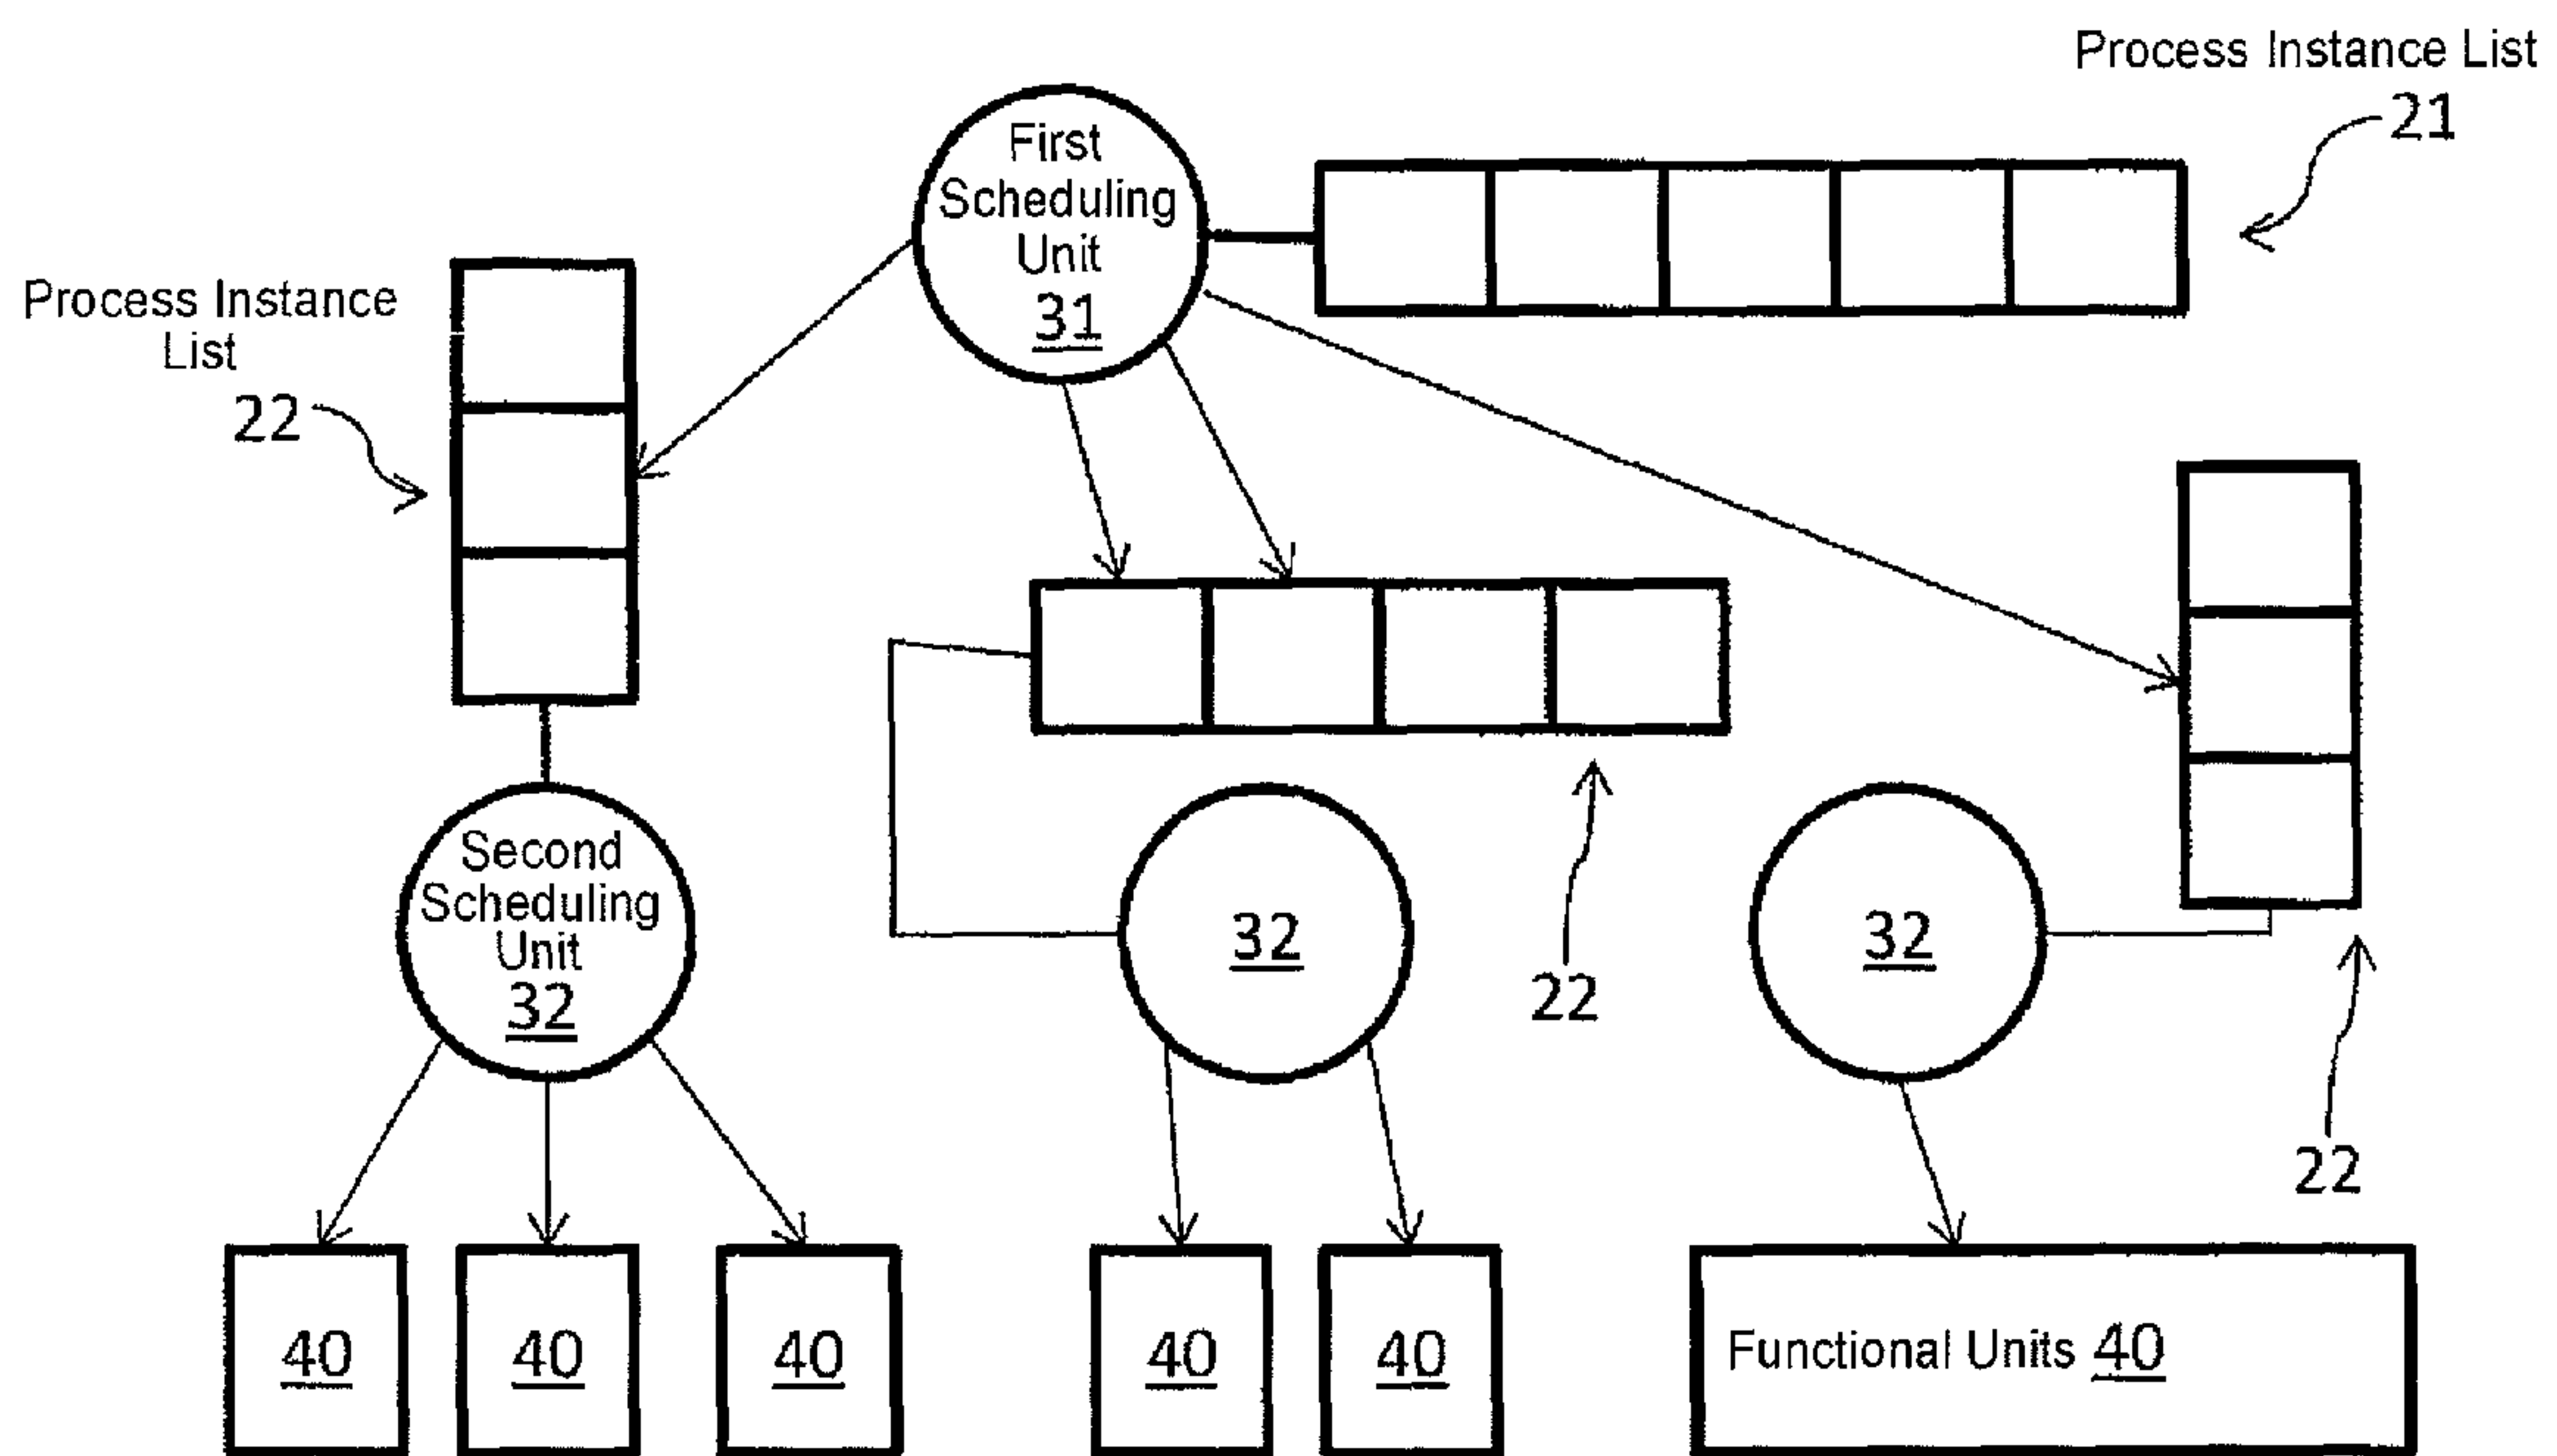 Process Instance List
21
First
Scheduling
Unit
31
Process Instance
List
22
Second
Scheduling
Unit
32
32
22
32
22
40
40
40
40
40
Functional Units 40